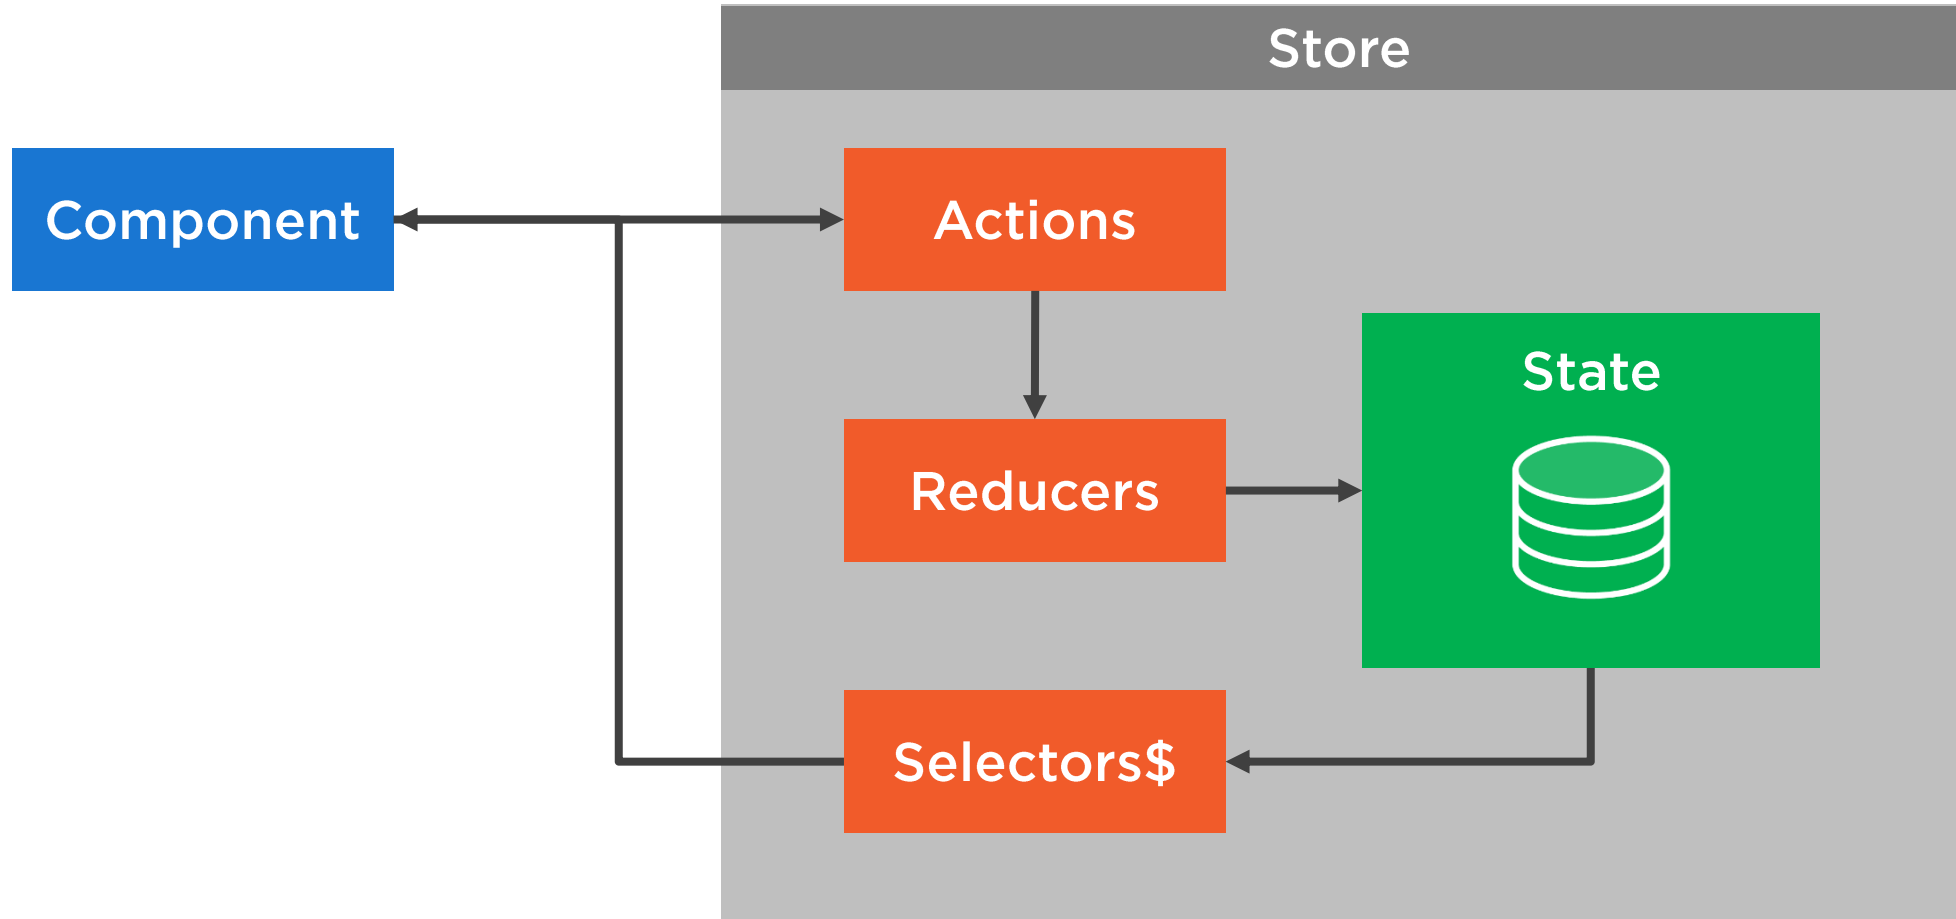 Store
Component
Actions
State
Reducers
Selectors$